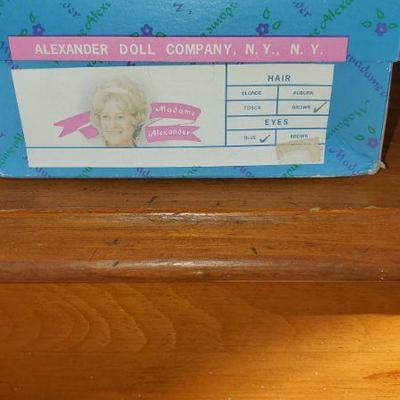 ALEXANDER DOLL COMPANY, N.Y., N.Y.
HAIR
BLONDE AUBURN
TOSCA BROWN ✓
EYES
BLUE ✓ BROWN
Madame
Alexander